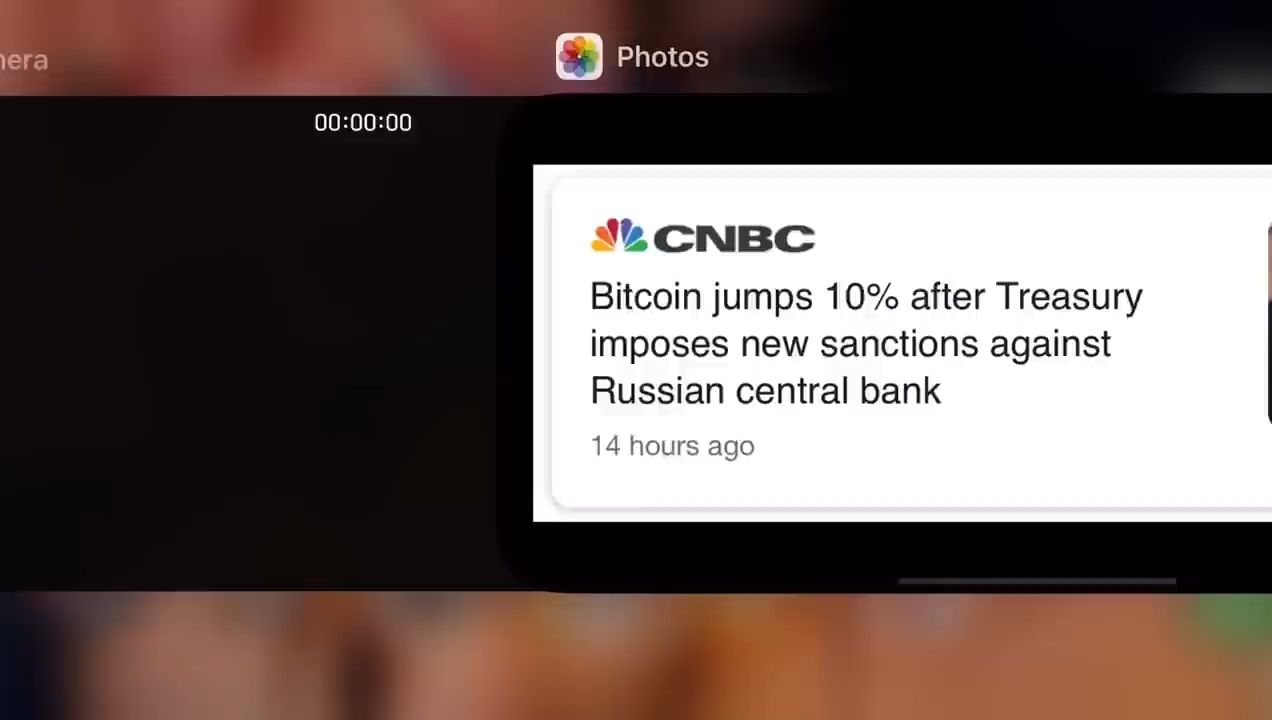 Photos
00:00:00
CNBC
Bitcoin jumps 10% after Treasury
imposes new sanctions against
Russian central bank
14 hours ago